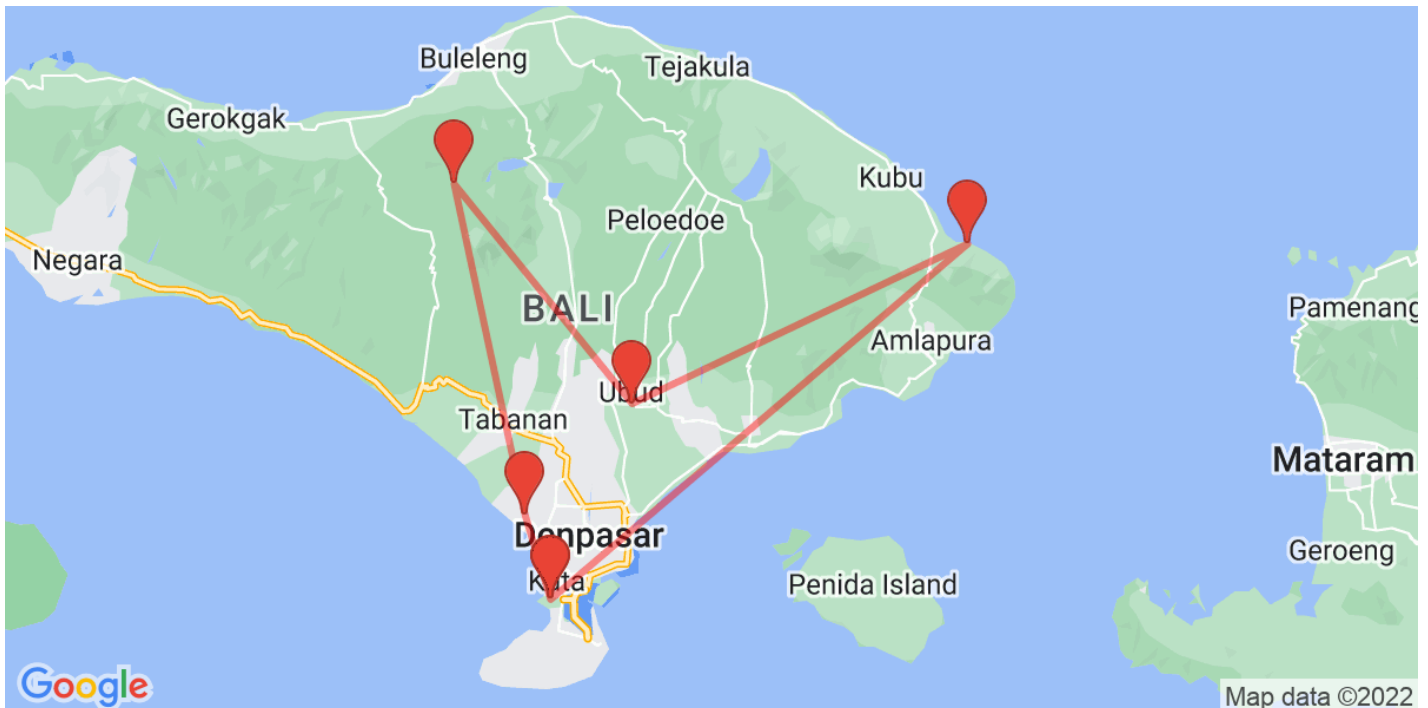 Buleleng
Tejakula
Gerokgak
Kubu
Peloedoe
Negara
BALI
Pamenang
Amlapura
Ubud
Tabanan
Mataram
Denpasar
Geroeng
Kuta
Penida Island
Google
Map data ©2022